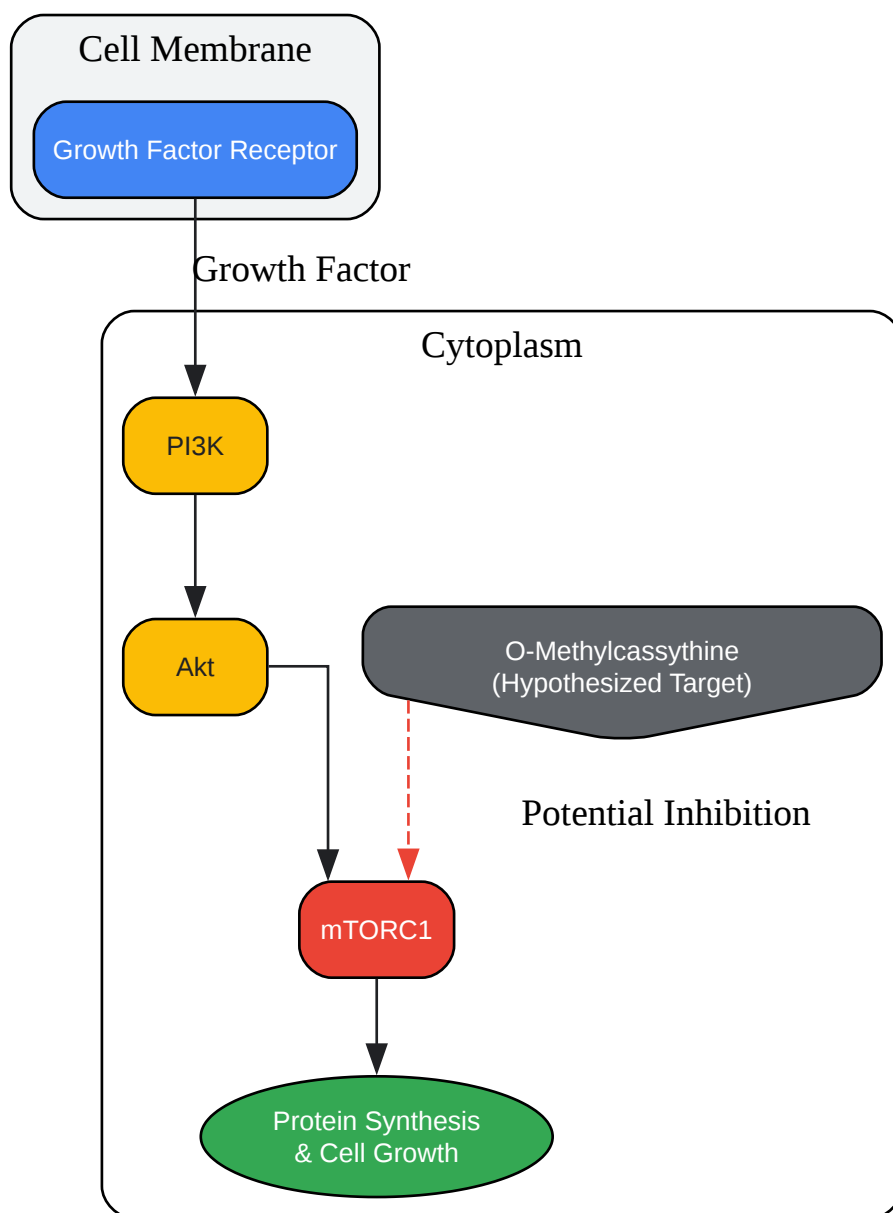 Cell Membrane
Growth Factor Receptor
Growth Factor
Cytoplasm
PI3K
Akt
O-Methylcassythine
(Hypothesized Target)
Potential Inhibition
mTORC1
Protein Synthesis
& Cell Growth